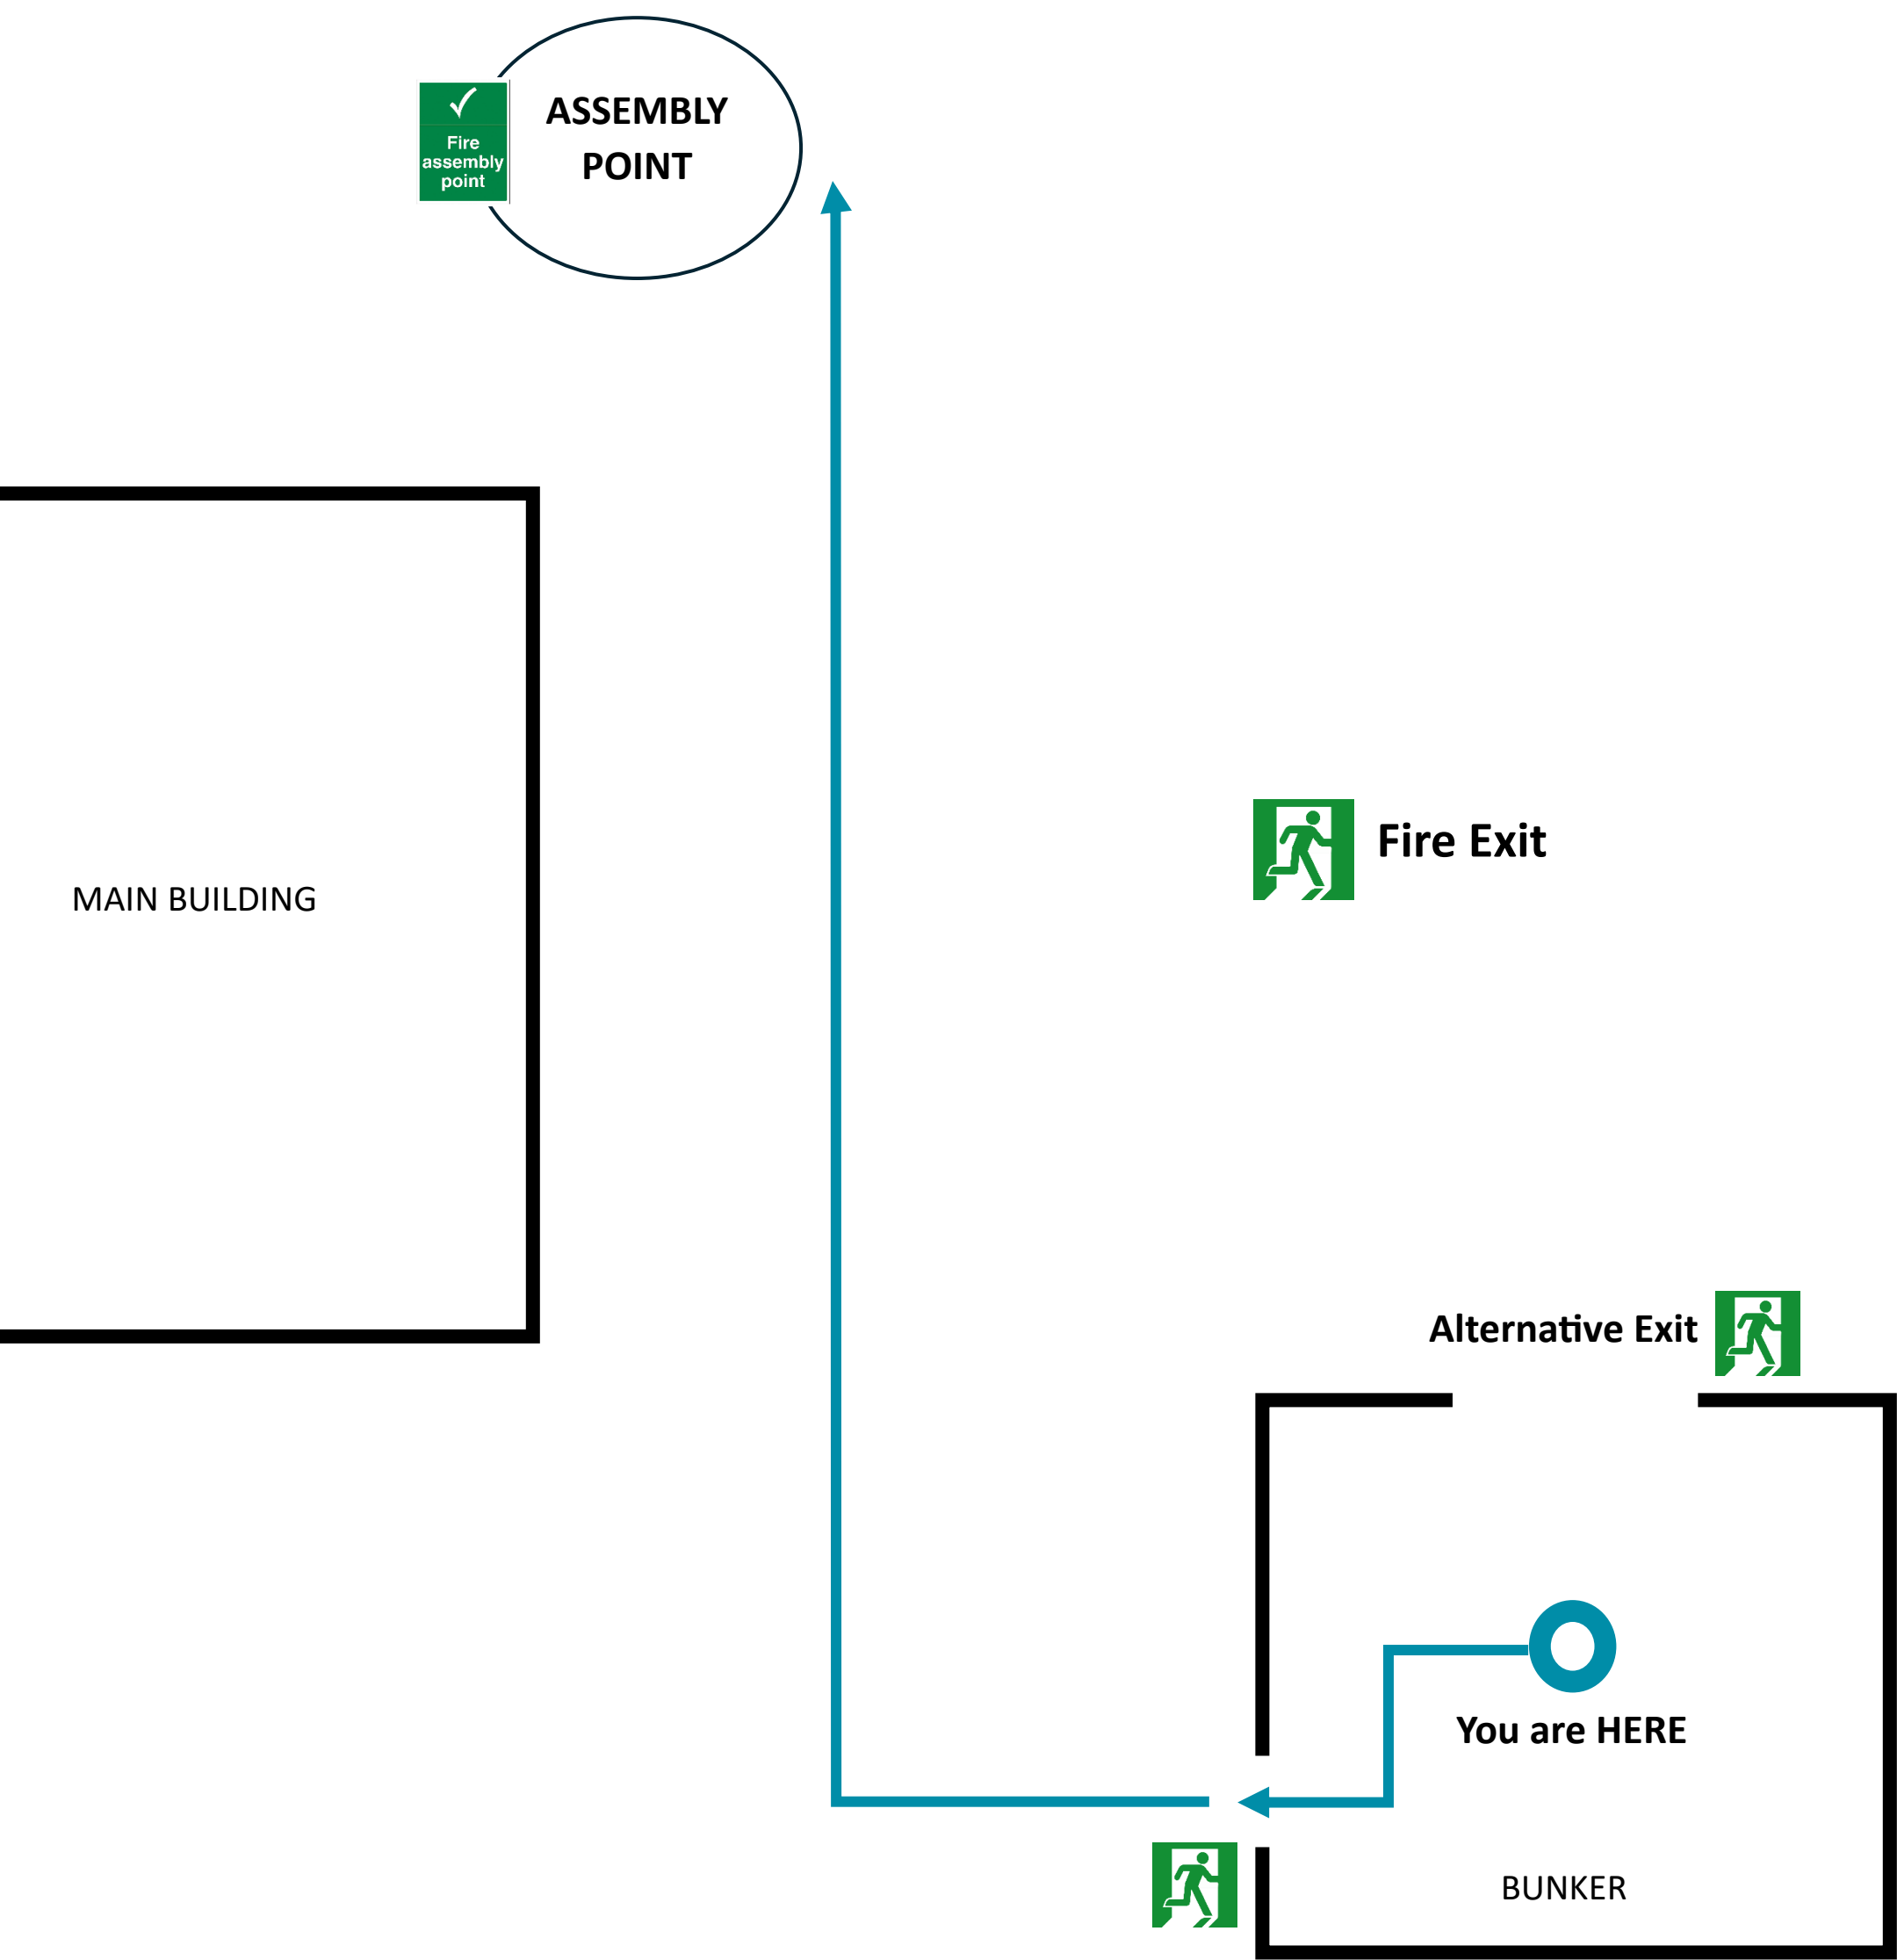 ASSEMBLY
POINT
Fire
assembly
point
MAIN BUILDING
Fire Exit
Alternative Exit
You are HERE
BUNKER